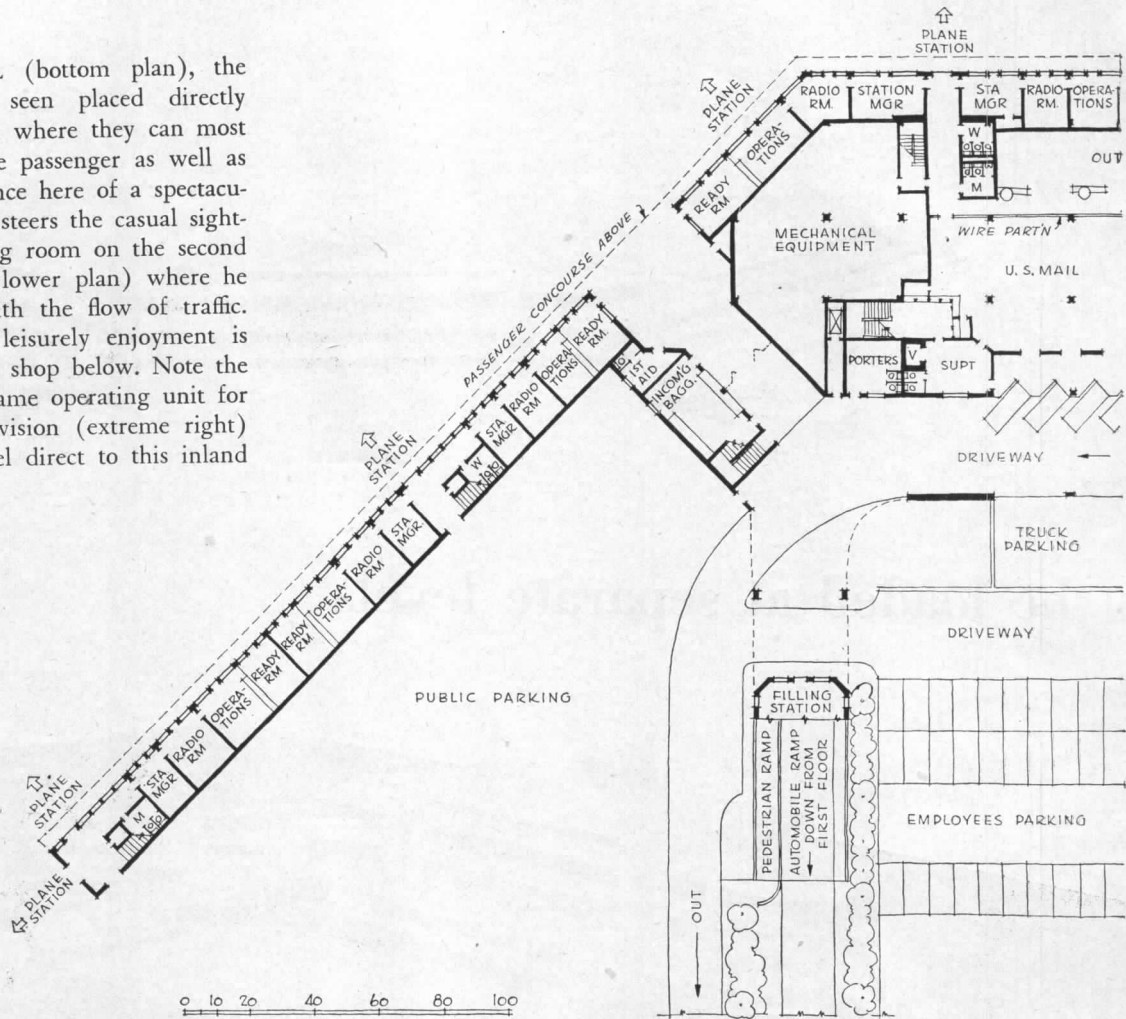 (bottom plan), the
seen placed directly
where they can most
passenger as well as
here of a spectacu-
steers the casual sight-
room on the second
lower plan) where he
the flow of traffic.
leisurely enjoyment is
shop below. Note the
operating unit for
(extreme right)
direct to this inland
PLANE
STATION
PLANE
STATION
RADIO
RM.
STATION
MGR
STA
MGR
RADIO
RM.
OPERA-
TIONS
OPERA-
TIONS
READY
RM
W
M
OUT
MECHANICAL
EQUIPMENT
WIRE PART'N
U.S. MAIL
PORTERS
V
SUPT
DRIVEWAY
TRUCK
PARKING
DRIVEWAY
PASSENGER CONCOURSE ABOVE
READY
RM.
OPERA-
TIONS
RADIO
RM
STA
MGR
W
1ST
AID
INCOM'G
BAGG.
PLANE
STATION
STA
MGR
RADIO
RM
OPERA-
TIONS
READY
RM
READY
RM
OPERA-
TIONS
RADIO
RM
STA
MGR
M
PLANE
STATION
PLANE
STATION
PUBLIC PARKING
FILLING
STATION
PEDESTRIAN RAMP
AUTOMOBILE RAMP
DOWN FROM
FIRST FLOOR
EMPLOYEES PARKING
OUT
0 10 20 40 60 80 100